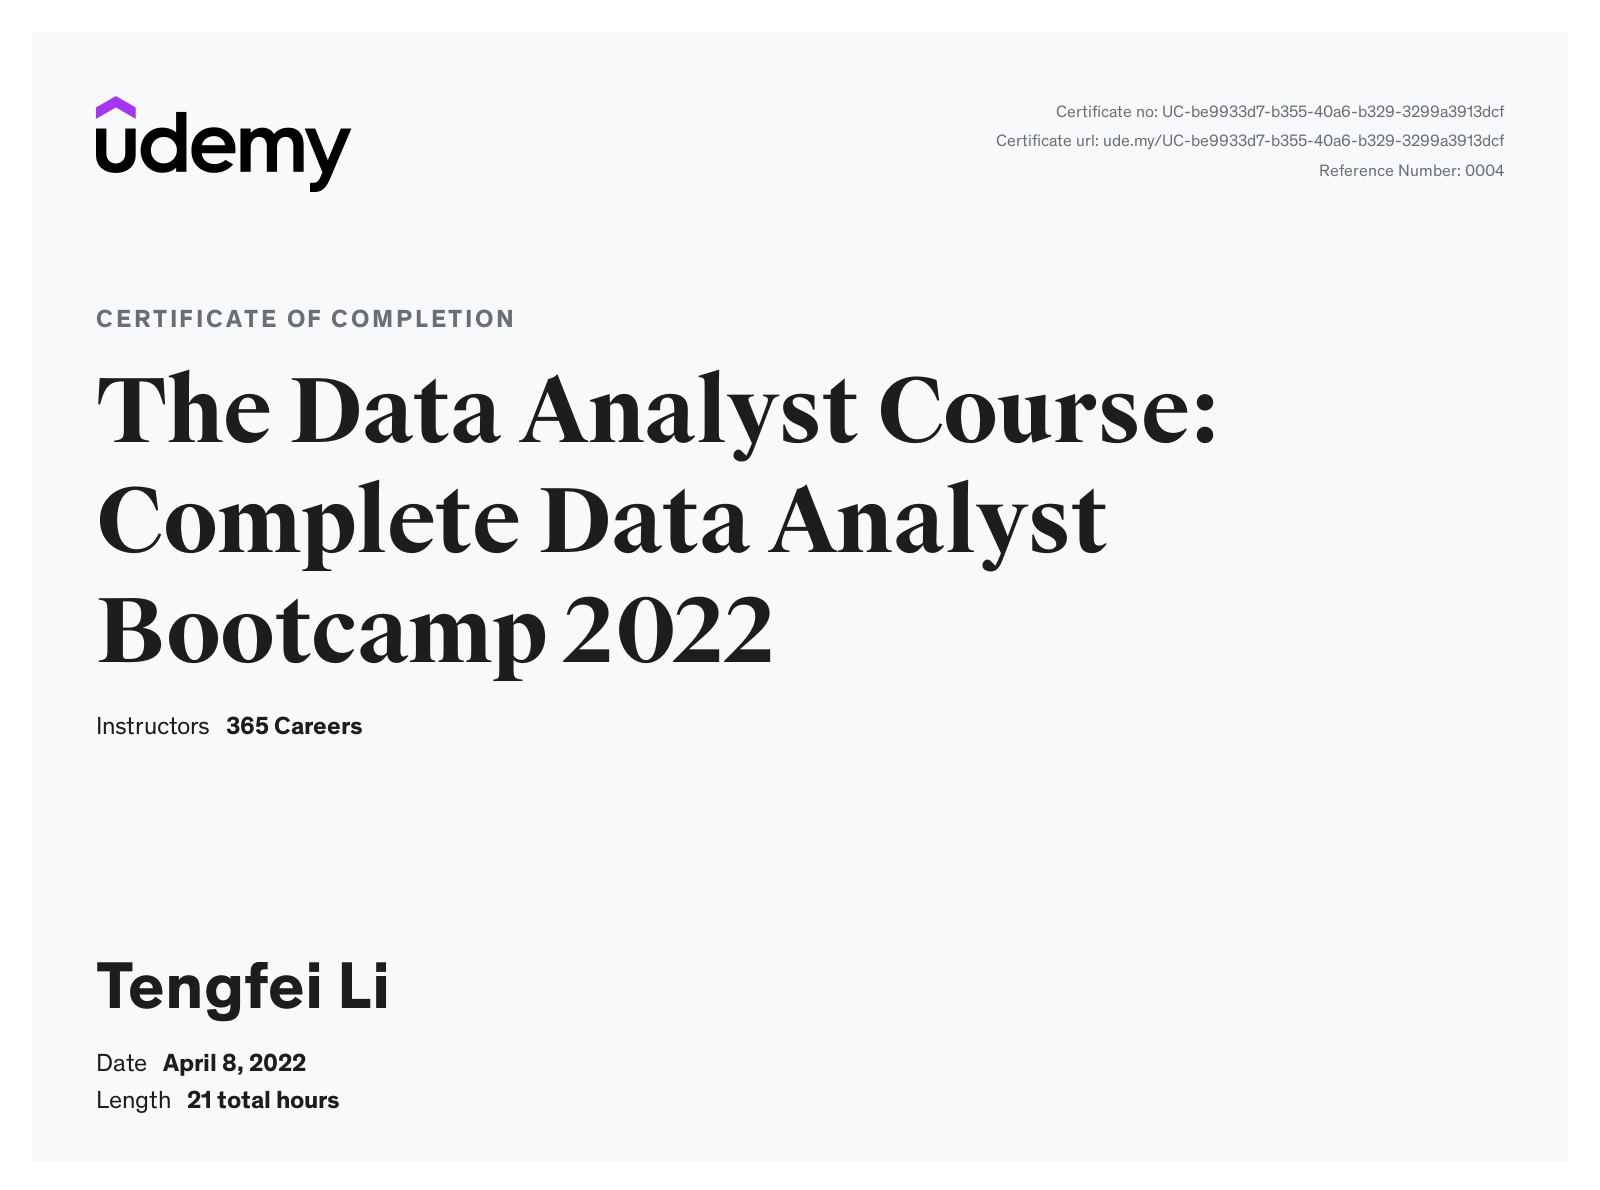 udemy
Certificate no: UC-be9933d7-b355-40a6-b329-3299a3913dcf
Certificate url: ude.my/UC-be9933d7-b355-40a6-b329-3299a3913dcf
Reference Number: 0004
CERTIFICATE OF COMPLETION
The Data Analyst Course:
Complete Data Analyst
Bootcamp 2022
Instructors 365 Careers
Tengfei Li
Date April 8, 2022
Length 21 total hours